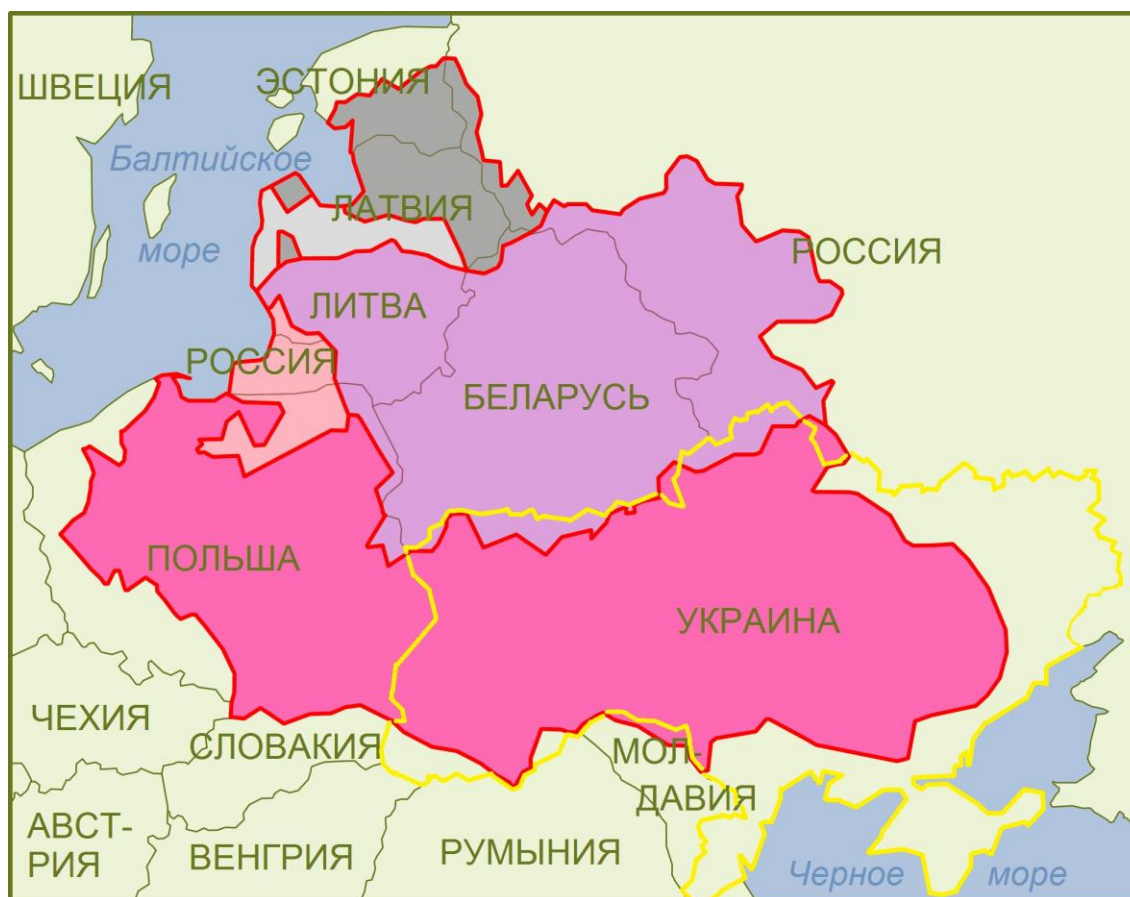 ШВЕЦИЯ
ЭСТОНИЯ
Балтийское
море
ЛАТВИЯ
РОССИЯ
ЛИТВА
РОССИЯ
БЕЛАРУСЬ
ПОЛЬША
УКРАИНА
ЧЕХИЯ
СЛОВАКИЯ
МОЛ-
ДАВИЯ
АВСТ-
РИЯ
ВЕНГРИЯ
РУМЫНИЯ
Черное море